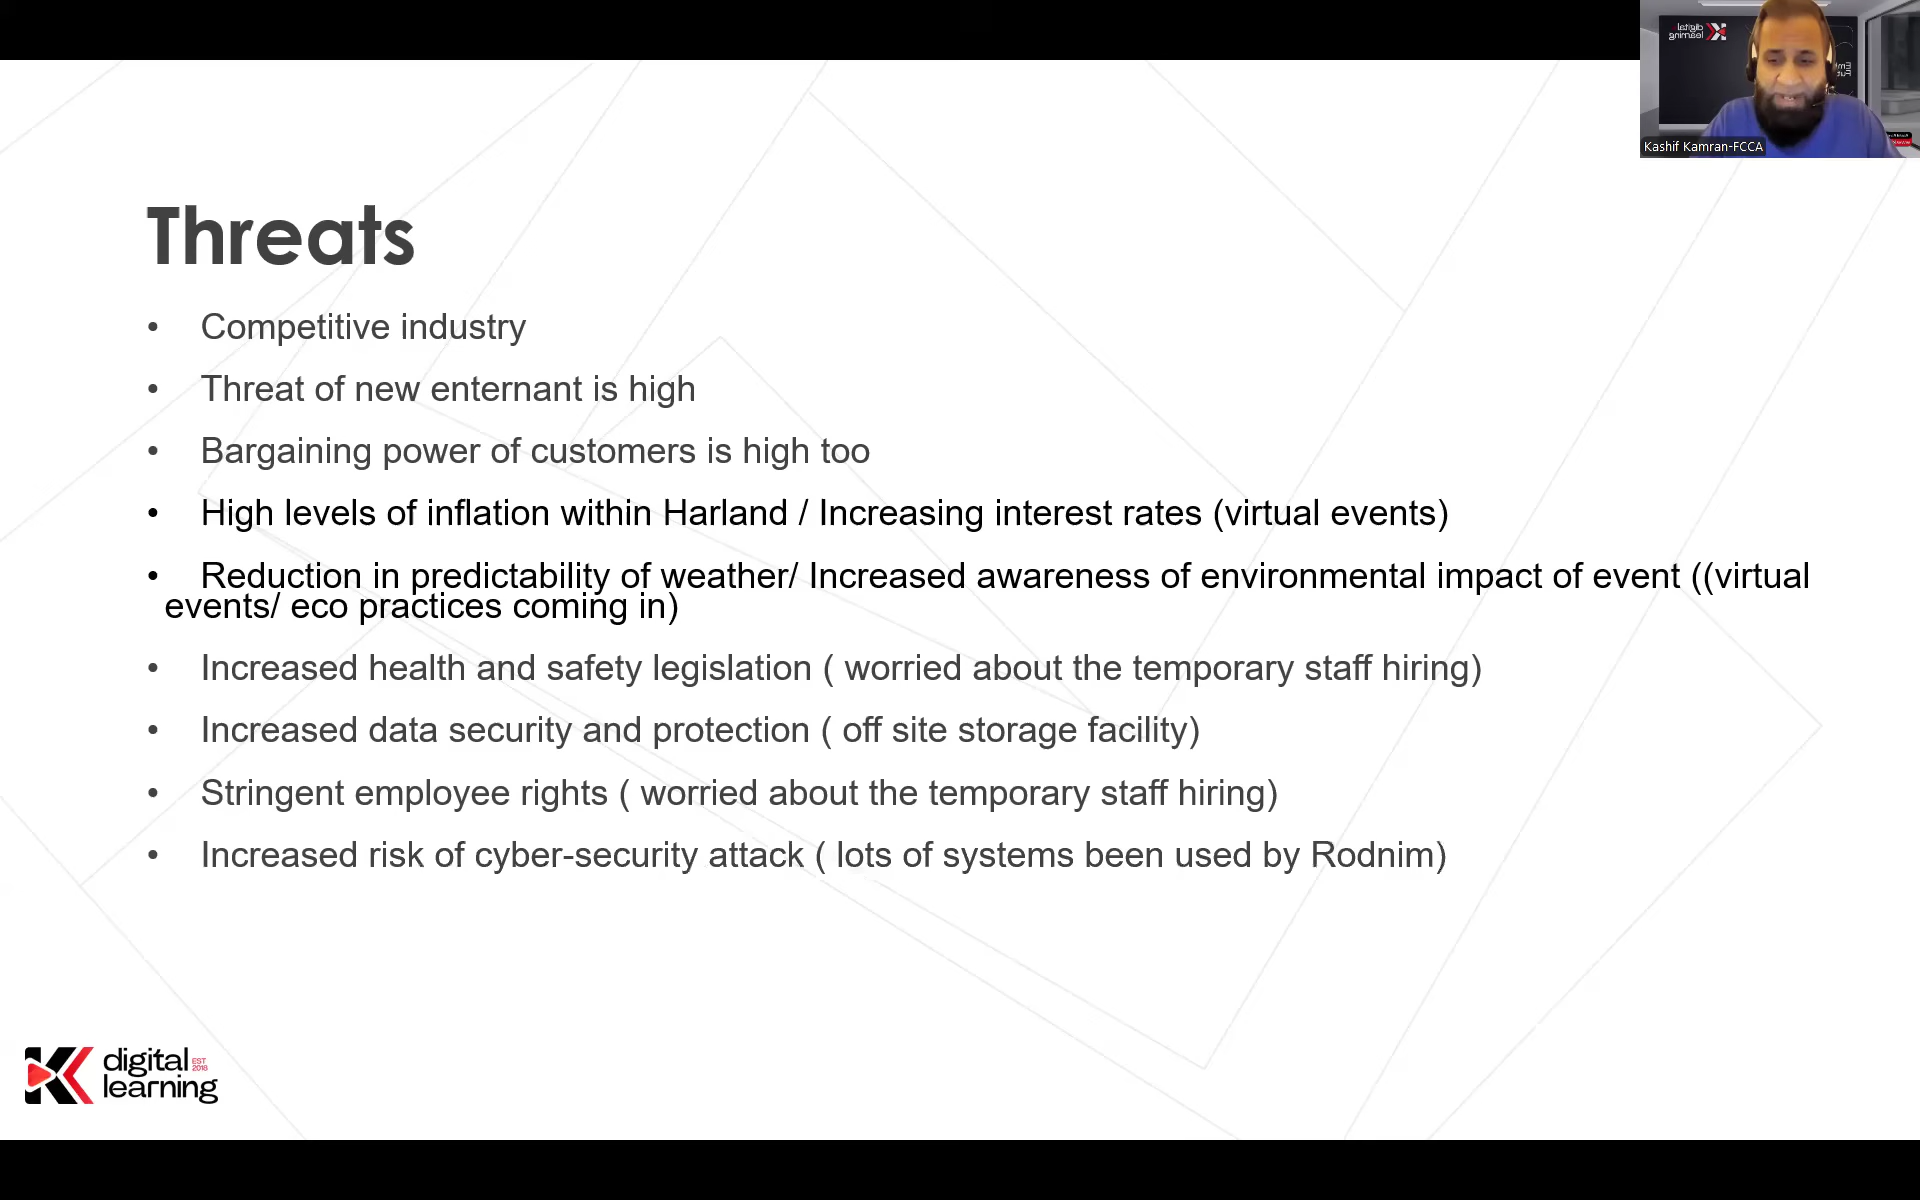 Kashif Kamran-FCCA
Threats
• Competitive industry
• Threat of new enternant is high
• Bargaining power of customers is high too
• High levels of inflation within Harland / Increasing interest rates (virtual events)
• Reduction in predictability of weather/ Increased awareness of environmental impact of event ((virtual
events/ eco practices coming in)
• Increased health and safety legislation ( worried about the temporary staff hiring)
• Increased data security and protection ( off site storage facility)
• Stringent employee rights ( worried about the temporary staff hiring)
• Increased risk of cyber-security attack ( lots of systems been used by Rodnim)
digital
EST
2018
learning